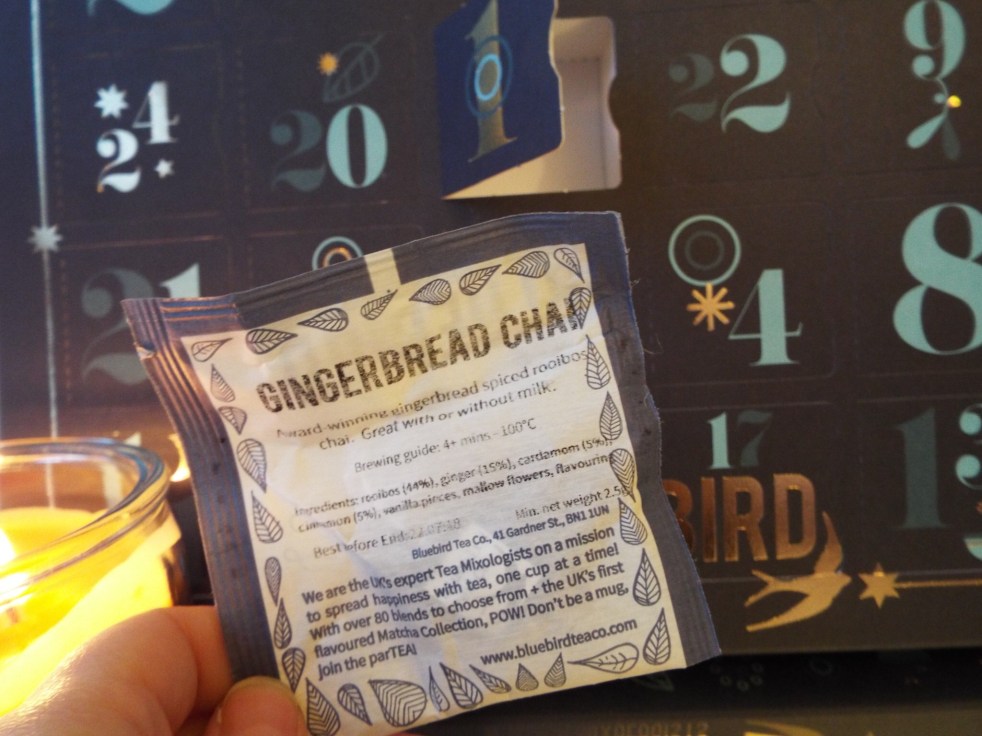 1
22
9
24
20
21
4
8
17
13
BIRD
GINGERBREAD CHAI
Award-winning gingerbread spiced rooibos
chai. Great with or without milk.
Brewing guide: 4+ mins - 100°C
Ingredients: rooibos (44%), ginger (15%), cardamom (5%),
cinnamon (5%), vanilla pieces, mallow flowers, flavouring
Min. net weight 2.5g
Best before End:
Bluebird Tea Co., 41 Gardner St., BN1 1UN
We are the UK's expert Tea Mixologists on a mission
to spread happiness with tea, one cup at a time!
With over 80 blends to choose from + the UK's first
flavoured Matcha Collection, POW! Don't be a mug,
join the parTEA!
www.bluebirdteaco.com